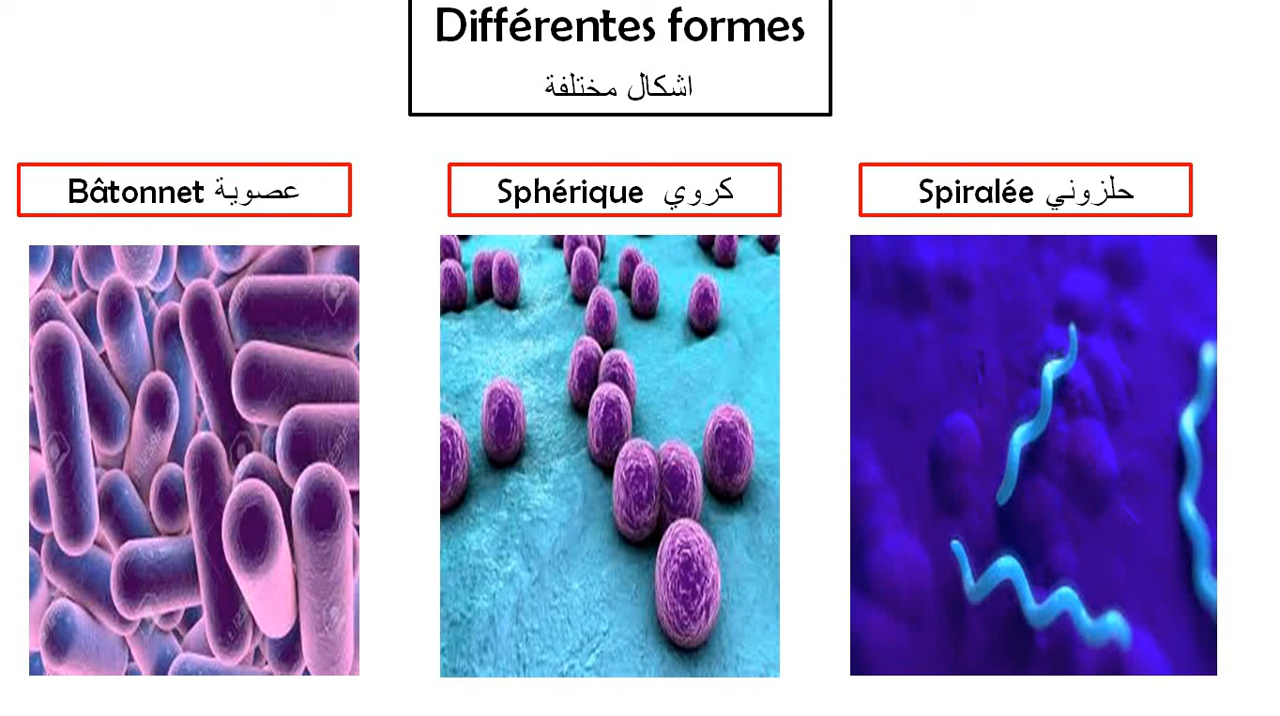 Différentes formes
اشكال مختلفة
Bâtonnet عصوية
Sphérique كروي
Spiralée حلزوني